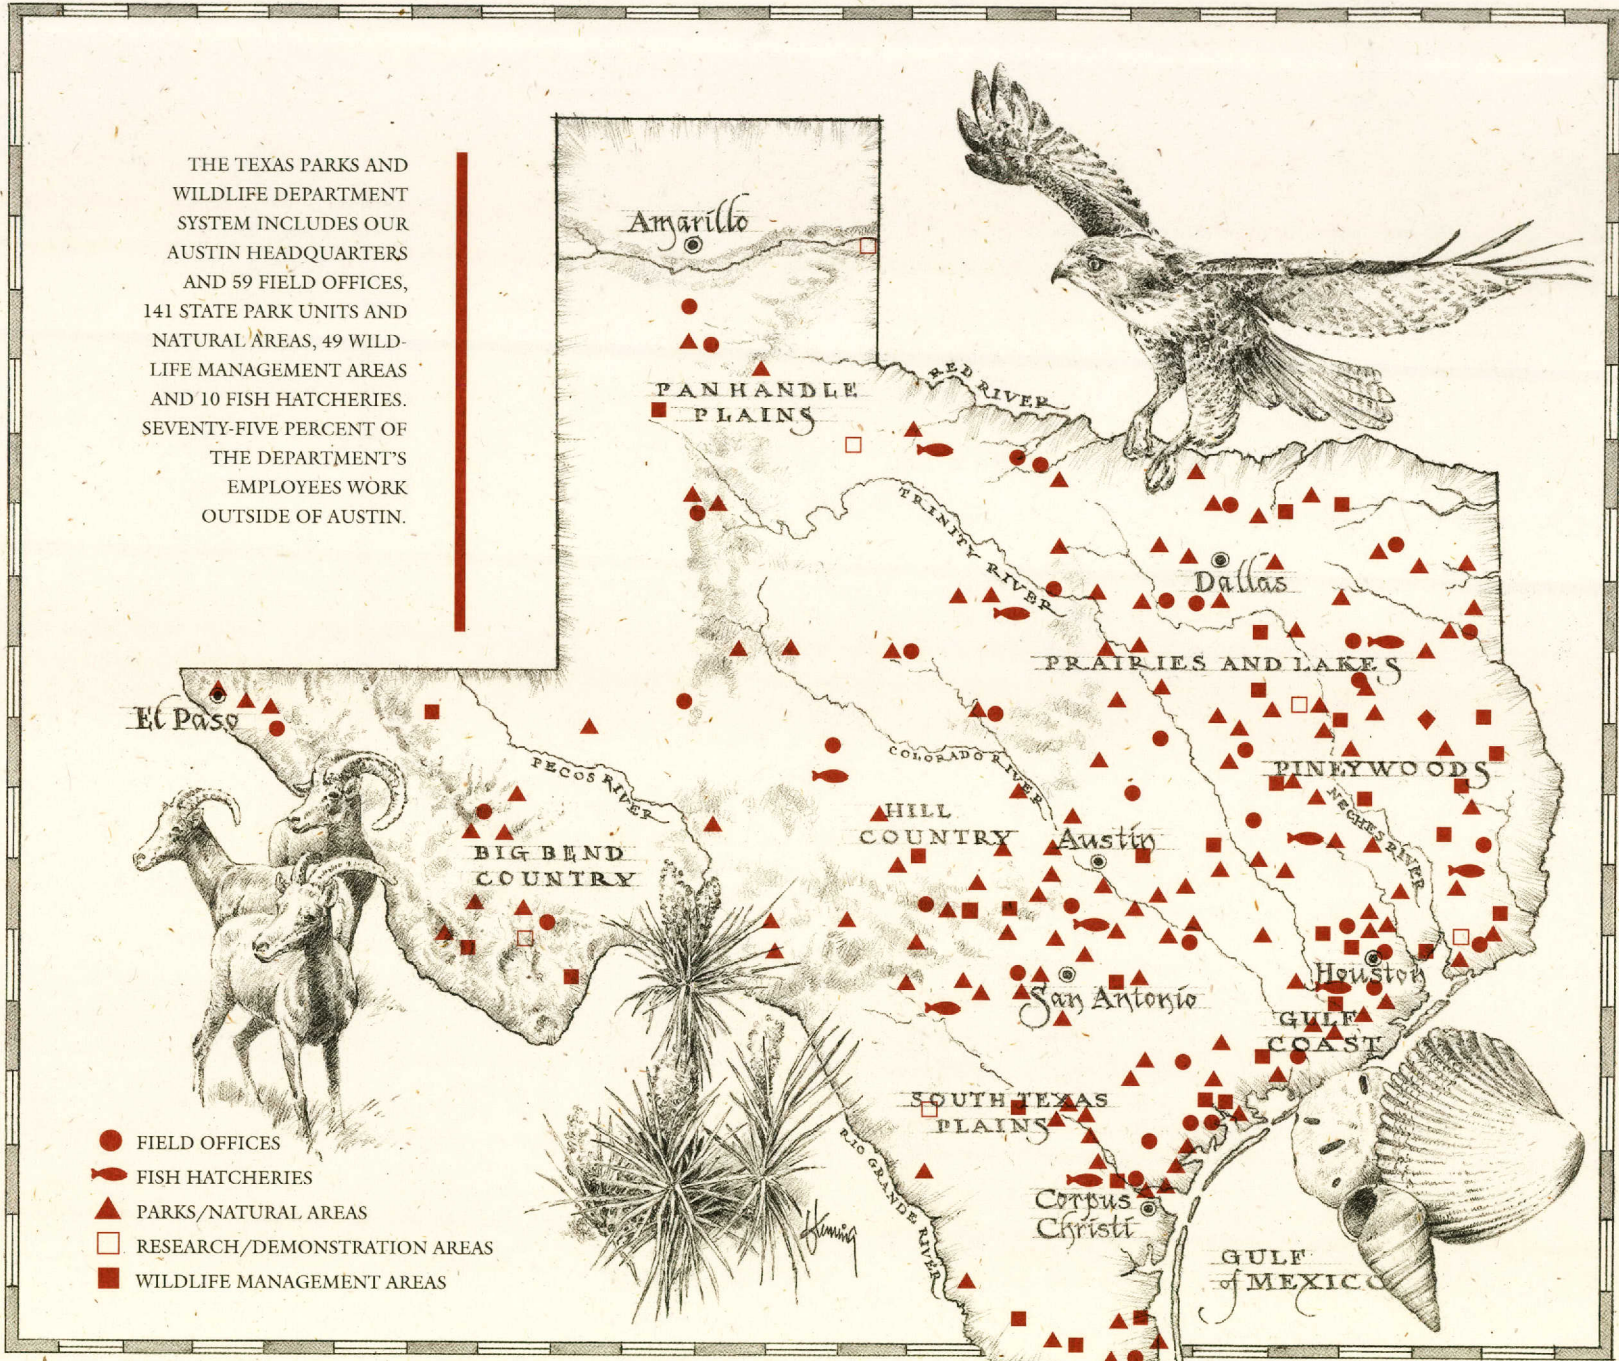 THE TEXAS PARKS AND
WILDLIFE DEPARTMENT
SYSTEM INCLUDES OUR
AUSTIN HEADQUARTERS
AND 59 FIELD OFFICES,
141 STATE PARK UNITS AND
NATURAL AREAS, 49 WILD-
LIFE MANAGEMENT AREAS
AND 10 FISH HATCHERIES.
SEVENTY-FIVE PERCENT OF
THE DEPARTMENT'S
EMPLOYEES WORK
OUTSIDE OF AUSTIN.
Amarillo
PANHANDLE
PLAINS
RED RIVER
TRINITY RIVER
Dallas
PRAIRIES AND LAKES
El Paso
PECOS RIVER
COLORADO RIVER
PINEYWOODS
NECHES RIVER
HILL
COUNTRY
Austin
BIG BEND
COUNTRY
Houston
San Antonio
GULF
COAST
SOUTH TEXAS
PLAINS
RIO GRANDE RIVER
Corpus
Christi
GULF
of MEXICO
FIELD OFFICES
FISH HATCHERIES
PARKS/NATURAL AREAS
RESEARCH/DEMONSTRATION AREAS
WILDLIFE MANAGEMENT AREAS